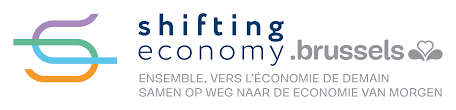 shifting
economy.brussels
ENSEMBLE, VERS L'ÉCONOMIE DE DEMAIN
SAMEN OP WEG NAAR DE ECONOMIE VAN MORGEN